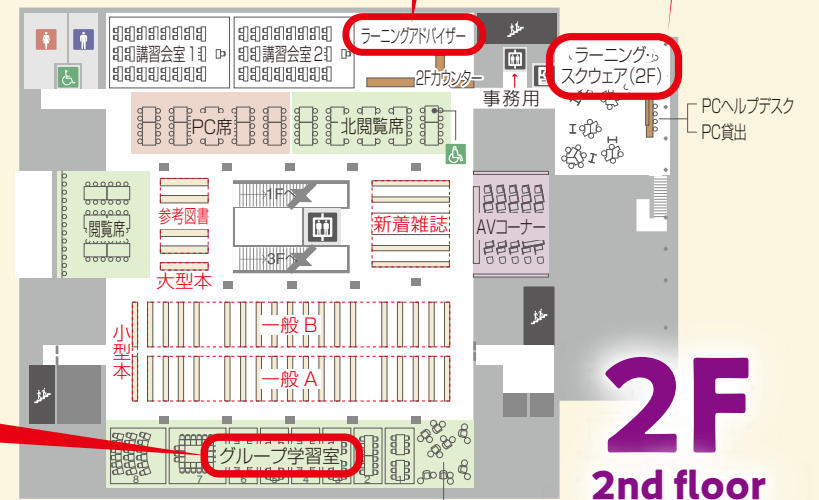 講習会室1
講習会室2
ラーニングアドバイザー
2Fカウンター
事務用
ラーニング・
スクウェア(2F)
PCヘルプデスク
PC貸出
PC席
北閲覧席
閲覧席
参考図書
大型本
1Fへ
3Fへ
新着雑誌
AVコーナー
小型本
一般 B
一般 A
グループ学習室
8
7
6
5
4
3
2
1
2F
2nd floor